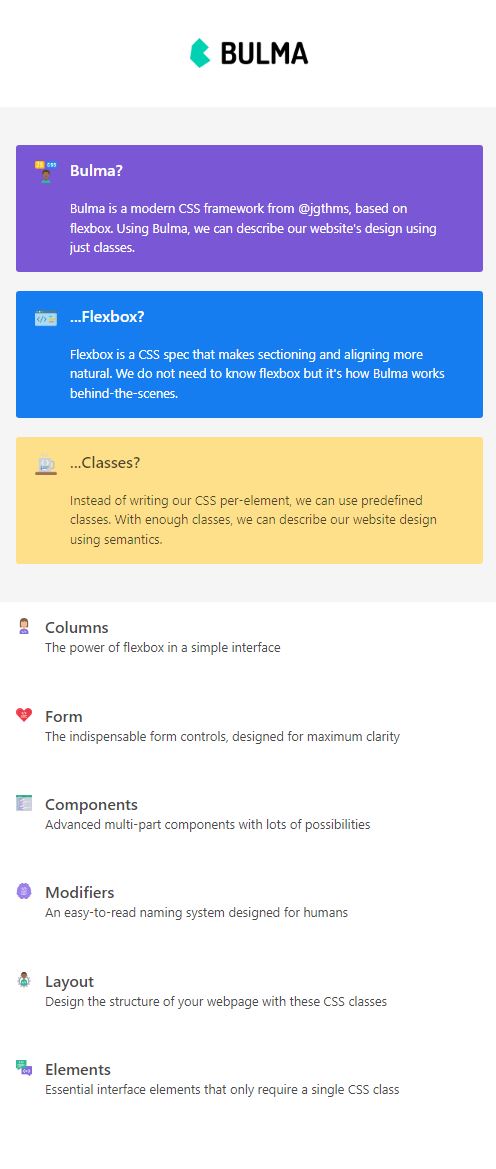 BULMA
Bulma?
Bulma is a modern CSS framework from @jgthms, based on
flexbox. Using Bulma, we can describe our website's design using
just classes.
...Flexbox?
Flexbox is a CSS spec that makes sectioning and aligning more
natural. We do not need to know flexbox but it's how Bulma works
behind-the-scenes.
...Classes?
Instead of writing our CSS per-element, we can use predefined
classes. With enough classes, we can describe our website design
using semantics.
Columns
The power of flexbox in a simple interface
Form
The indispensable form controls, designed for maximum clarity
Components
Advanced multi-part components with lots of possibilities
Modifiers
An easy-to-read naming system designed for humans
Layout
Design the structure of your webpage with these CSS classes
Elements
Essential interface elements that only require a single CSS class